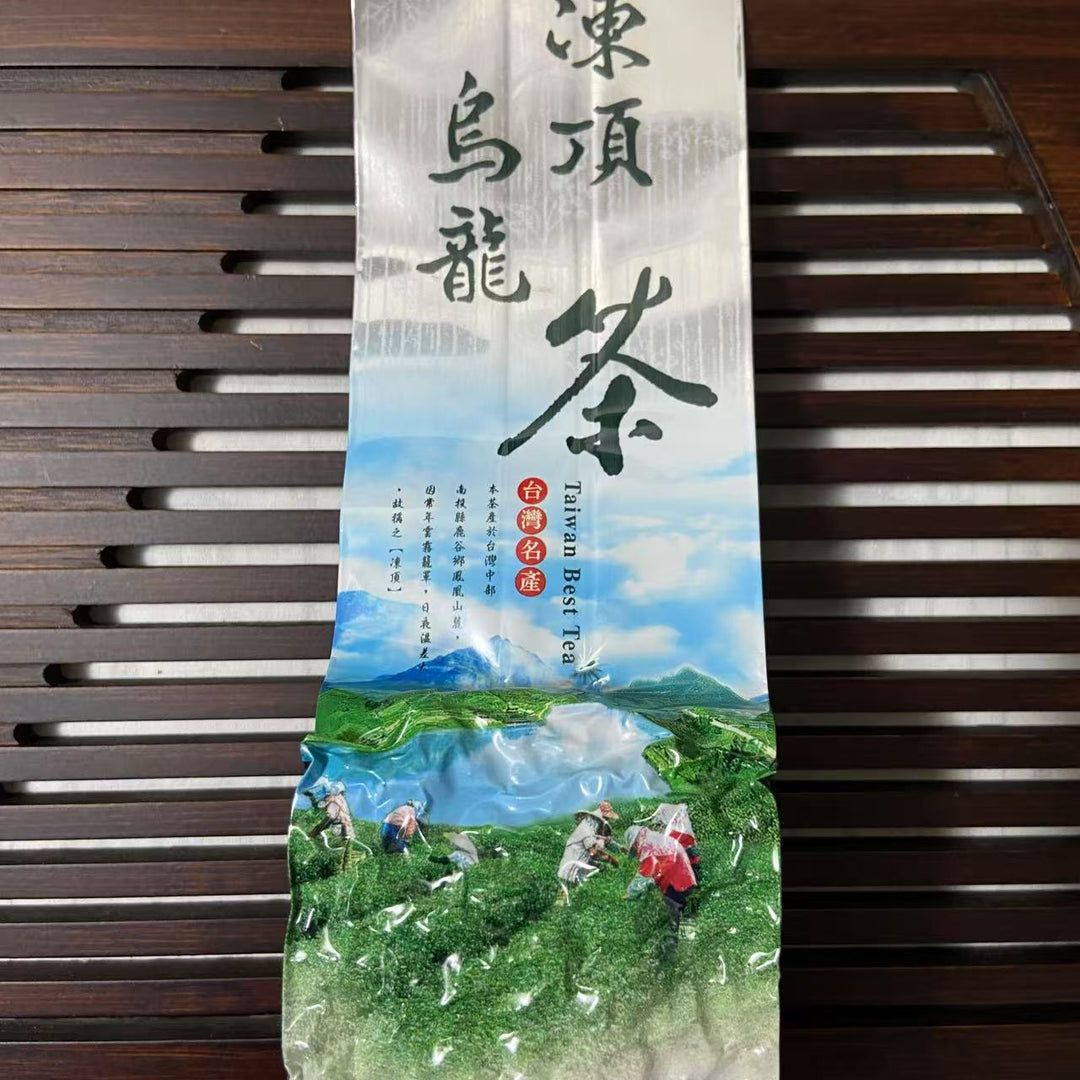 凍頂
烏龍
茶
Taiwan Best Tea
台灣名產
本茶產於台灣中部
南投縣鹿谷鄉鳳凰山麓，
因常年雲霧籠罩，日夜溫差大
，故稱之【凍頂】